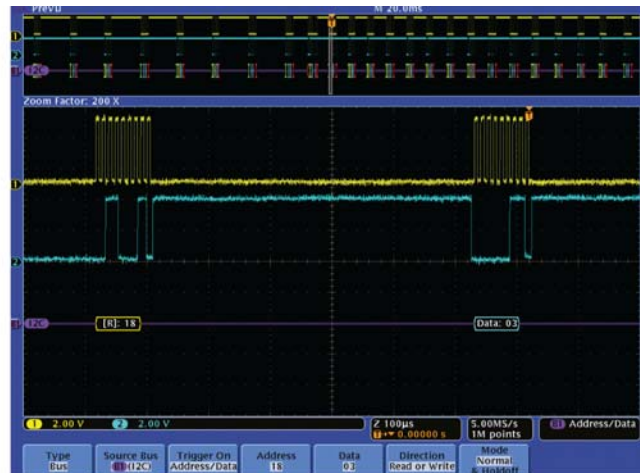 PreVu M 20.0ms
1
2
B1 I2C
Zoom Factor: 200 X
1
2
B1 I2C [R]: 18 Data: 03
1 2.00 V 2 2.00 V Z 100µs 5.00MS/s B1 Address/Data
T→▾ 0.00000 s 1M points
Type Source Bus Trigger On Address Data Direction Mode
Bus B1(I2C) Address/Data 18 03 Read or Write Normal
& Holdoff